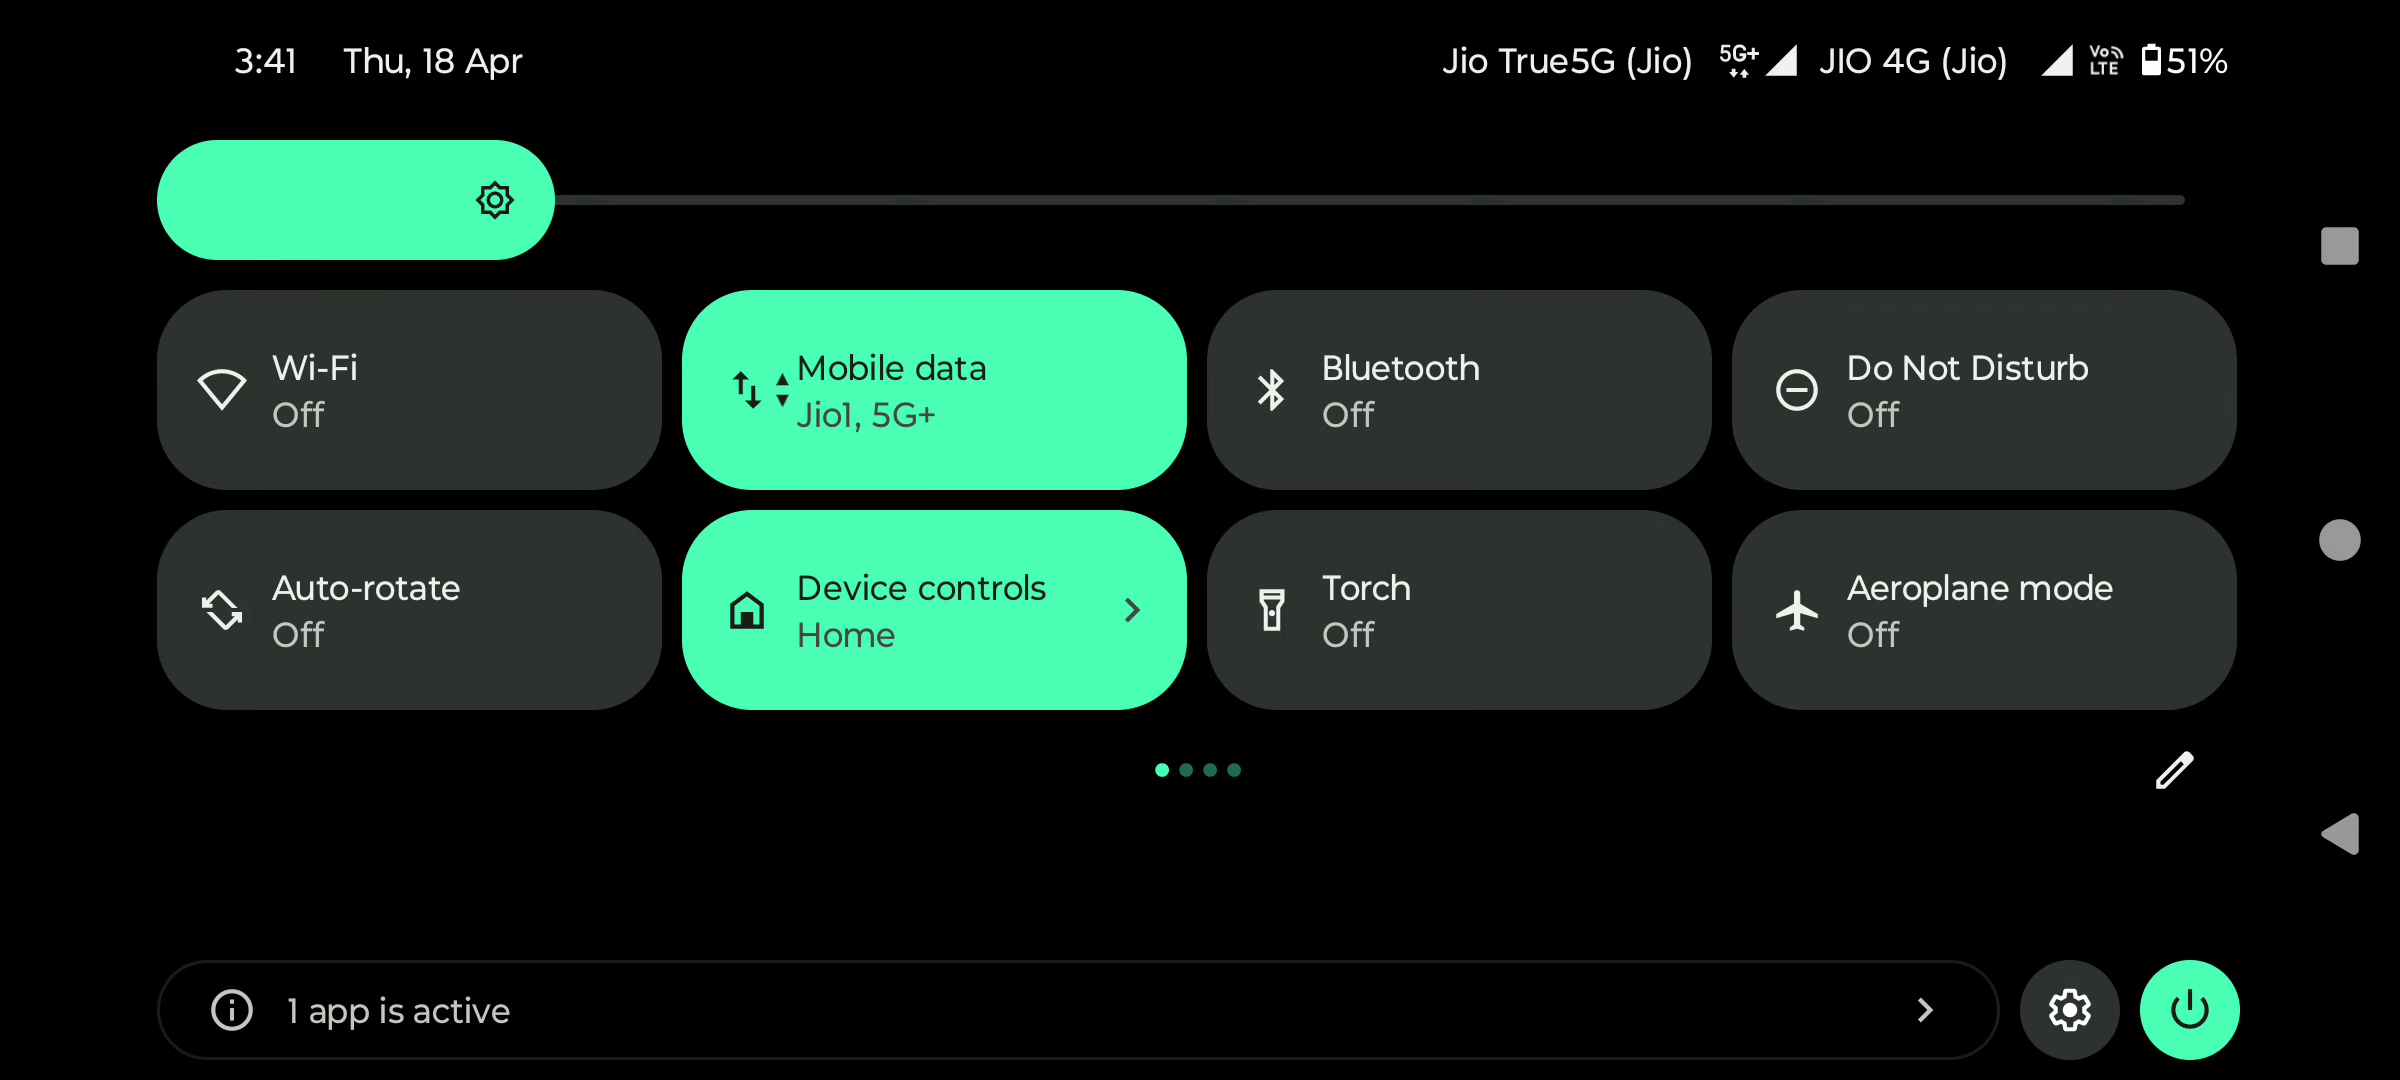 3:41 Thu, 18 Apr Jio True5G (Jio) 5G+ JIO 4G (Jio) Vo LTE 51%
Wi-Fi
Off
Mobile data
Jio1, 5G+
Bluetooth
Off
Do Not Disturb
Off
Auto-rotate
Off
Device controls
Home
Torch
Off
Aeroplane mode
Off
1 app is active